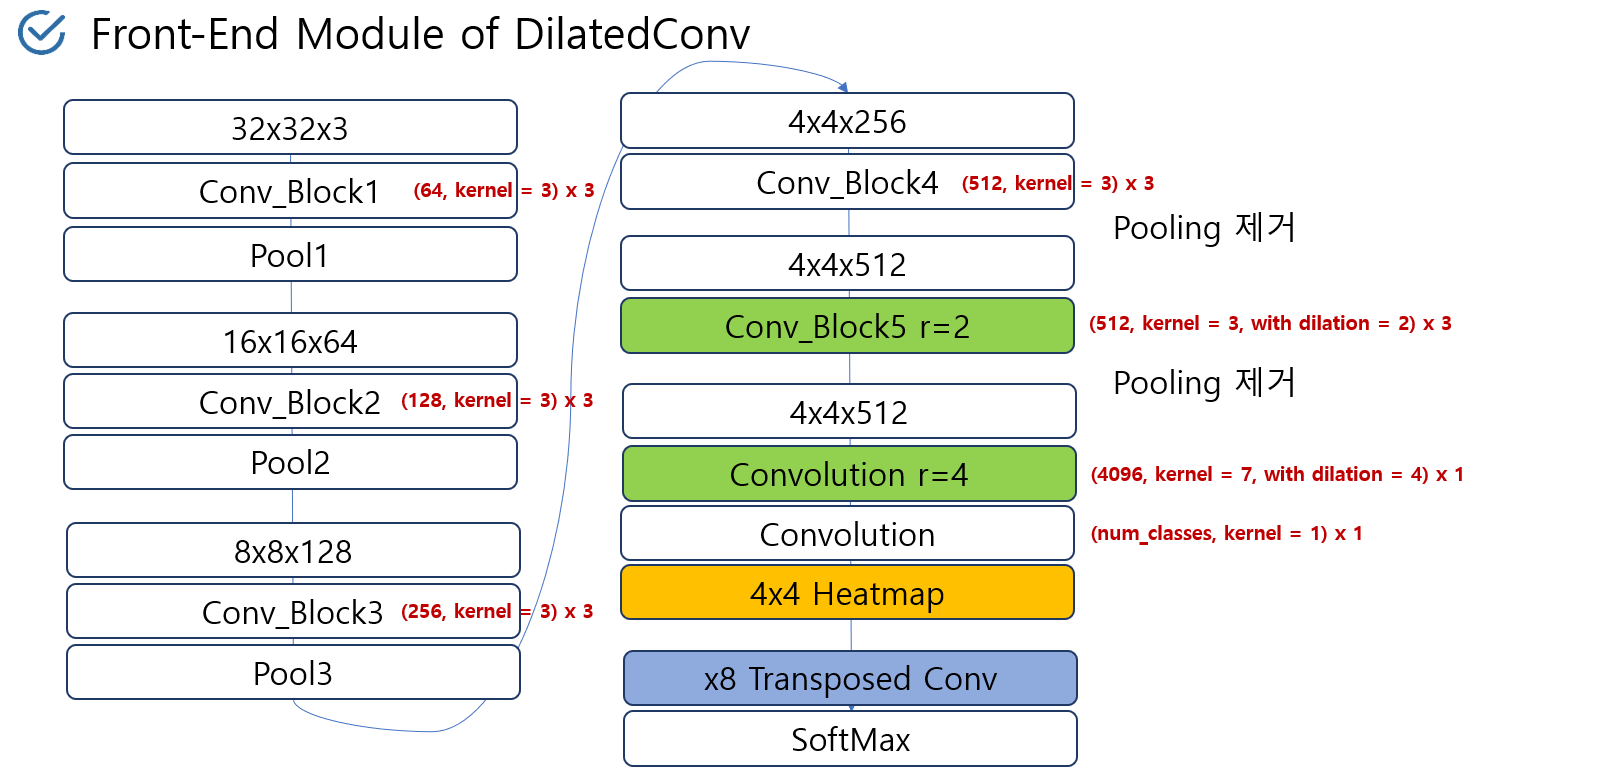 Front-End Module of DilatedConv
32x32x3
Conv_Block1 (64, kernel = 3) x 3
Pool1
16x16x64
Conv_Block2 (128, kernel = 3) x 3
Pool2
8x8x128
Conv_Block3 (256, kernel = 3) x 3
Pool3
4x4x256
Conv_Block4 (512, kernel = 3) x 3
Pooling 제거
4x4x512
Conv_Block5 r=2 (512, kernel = 3, with dilation = 2) x 3
Pooling 제거
4x4x512
Convolution r=4 (4096, kernel = 7, with dilation = 4) x 1
Convolution (num_classes, kernel = 1) x 1
4x4 Heatmap
x8 Transposed Conv
SoftMax